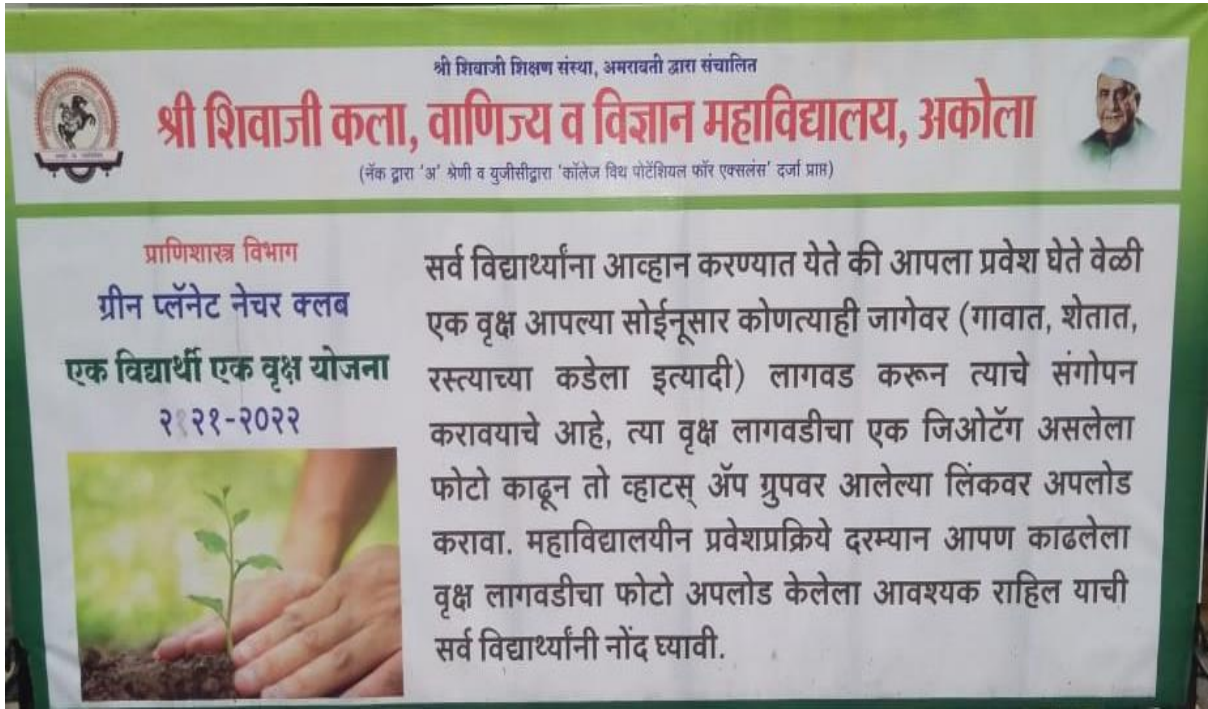 श्री शिवाजी शिक्षण संस्था, अमरावती द्वारा संचालित
श्री शिवाजी कला, वाणिज्य व विज्ञान महाविद्यालय, अकोला
(नॅक द्वारा 'अ' श्रेणी व युजीसीद्वारा 'कॉलेज विथ पोटेंशियल फॉर एक्सलंस' दर्जा प्राप्त)
प्राणिशास्त्र विभाग
ग्रीन प्लॅनेट नेचर क्लब
एक विद्यार्थी एक वृक्ष योजना
२१२१-२०२२
सर्व विद्यार्थ्यांना आव्हान करण्यात येते की आपला प्रवेश घेते वेळी
एक वृक्ष आपल्या सोईनूसार कोणत्याही जागेवर (गावात, शेतात,
रस्त्याच्या कडेला इत्यादी) लागवड करून त्याचे संगोपन
करावयाचे आहे, त्या वृक्ष लागवडीचा एक जिओटॅग असलेला
फोटो काढून तो व्हाटस् ॲप ग्रुपवर आलेल्या लिंकवर अपलोड
करावा. महाविद्यालयीन प्रवेशप्रक्रिये दरम्यान आपण काढलेला
वृक्ष लागवडीचा फोटो अपलोड केलेला आवश्यक राहिल याची
सर्व विद्यार्थ्यांनी नोंद घ्यावी.